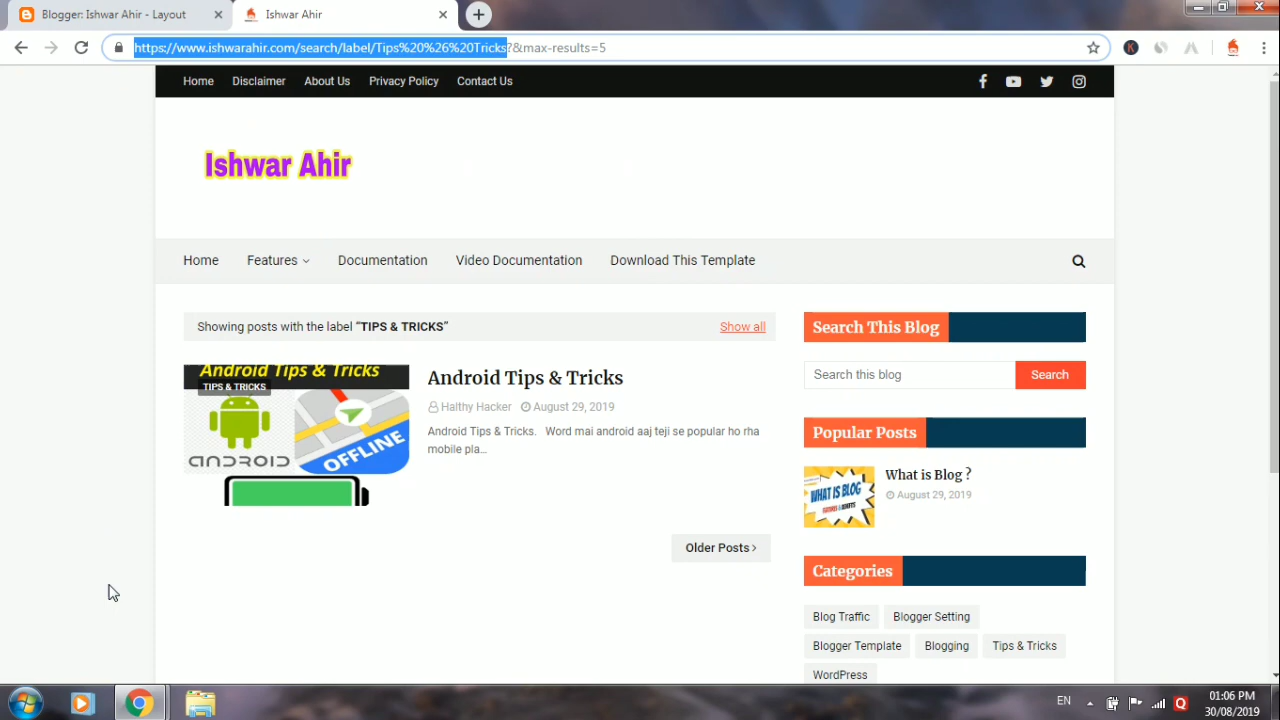 Blogger: Ishwar Ahir - Layout
Ishwar Ahir
https://www.ishwarahir.com/search/label/Tips%20%26%20Tricks?&max-results=5
Home Disclaimer About Us Privacy Policy Contact Us
Ishwar Ahir
Home Features Documentation Video Documentation Download This Template
Showing posts with the label "TIPS & TRICKS"
Show all
Android Tips & Tricks
TIPS & TRICKS
ANDROID
OFFLINE
Android Tips & Tricks
Halthy Hacker August 29, 2019
Android Tips & Tricks. Word mai android aaj teji se popular ho rha
mobile pla...
Older Posts
Search This Blog
Search this blog
Search
Popular Posts
WHAT IS BLOG
What is Blog ?
August 29, 2019
Categories
Blog Traffic Blogger Setting
Blogger Template Blogging Tips & Tricks
WordPress
EN
01:06 PM
30/08/2019